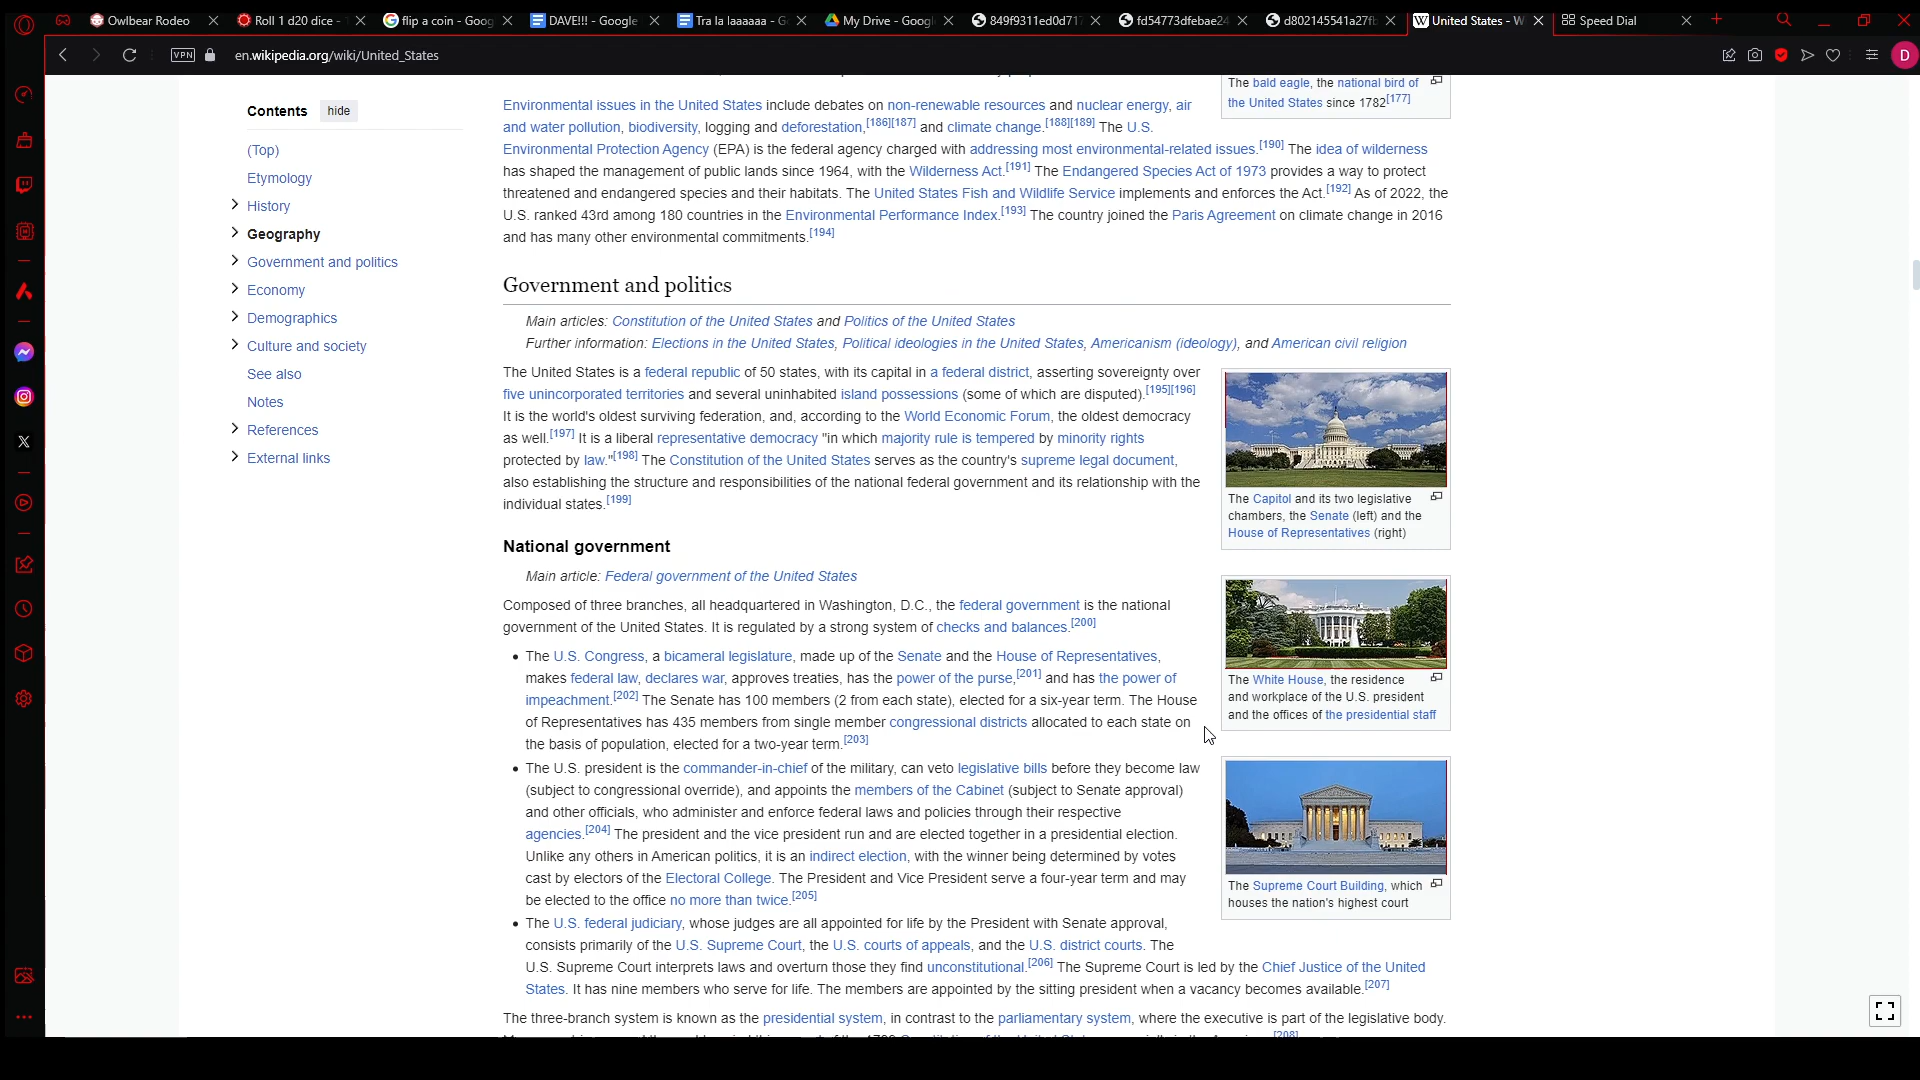 Owlbear Rodeo
Roll 1 d20 dice -
flip a coin - Goog
DAVE!!! - Google
Tra la laaaaaa - G
My Drive - Googl
849f9311ed0d71
fd54773dfebae24
d802145541a27f
United States - W
Speed Dial
VPN
en.wikipedia.org/wiki/United_States
D
Contents hide
(Top)
Etymology
History
Geography
Government and politics
Economy
Demographics
Culture and society
See also
Notes
References
External links
The bald eagle, the national bird of
the United States since 1782[177]
Environmental issues in the United States include debates on non-renewable resources and nuclear energy, air
and water pollution, biodiversity, logging and deforestation,[186][187] and climate change.[188][189] The U.S.
Environmental Protection Agency (EPA) is the federal agency charged with addressing most environmental-related issues.[190] The idea of wilderness
has shaped the management of public lands since 1964, with the Wilderness Act.[191] The Endangered Species Act of 1973 provides a way to protect
threatened and endangered species and their habitats. The United States Fish and Wildlife Service implements and enforces the Act.[192] As of 2022, the
U.S. ranked 43rd among 180 countries in the Environmental Performance Index.[193] The country joined the Paris Agreement on climate change in 2016
and has many other environmental commitments.[194]
Government and politics
Main articles: Constitution of the United States and Politics of the United States
Further information: Elections in the United States, Political ideologies in the United States, Americanism (ideology), and American civil religion
The United States is a federal republic of 50 states, with its capital in a federal district, asserting sovereignty over
five unincorporated territories and several uninhabited island possessions (some of which are disputed).[195][196]
It is the world's oldest surviving federation, and, according to the World Economic Forum, the oldest democracy
as well.[197] It is a liberal representative democracy "in which majority rule is tempered by minority rights
protected by law."[198] The Constitution of the United States serves as the country's supreme legal document,
also establishing the structure and responsibilities of the national federal government and its relationship with the
individual states.[199]
The Capitol and its two legislative
chambers, the Senate (left) and the
House of Representatives (right)
National government
Main article: Federal government of the United States
Composed of three branches, all headquartered in Washington, D.C., the federal government is the national
government of the United States. It is regulated by a strong system of checks and balances.[200]
• The U.S. Congress, a bicameral legislature, made up of the Senate and the House of Representatives,
makes federal law, declares war, approves treaties, has the power of the purse,[201] and has the power of
impeachment.[202] The Senate has 100 members (2 from each state), elected for a six-year term. The House
of Representatives has 435 members from single member congressional districts allocated to each state on
the basis of population, elected for a two-year term.[203]
The White House, the residence
and workplace of the U.S. president
and the offices of the presidential staff
• The U.S. president is the commander-in-chief of the military, can veto legislative bills before they become law
(subject to congressional override), and appoints the members of the Cabinet (subject to Senate approval)
and other officials, who administer and enforce federal laws and policies through their respective
agencies.[204] The president and the vice president run and are elected together in a presidential election.
Unlike any others in American politics, it is an indirect election, with the winner being determined by votes
cast by electors of the Electoral College. The President and Vice President serve a four-year term and may
be elected to the office no more than twice.[205]
The Supreme Court Building, which
houses the nation's highest court
• The U.S. federal judiciary, whose judges are all appointed for life by the President with Senate approval,
consists primarily of the U.S. Supreme Court, the U.S. courts of appeals, and the U.S. district courts. The
U.S. Supreme Court interprets laws and overturn those they find unconstitutional.[206] The Supreme Court is led by the Chief Justice of the United
States. It has nine members who serve for life. The members are appointed by the sitting president when a vacancy becomes available.[207]
The three-branch system is known as the presidential system, in contrast to the parliamentary system, where the executive is part of the legislative body.